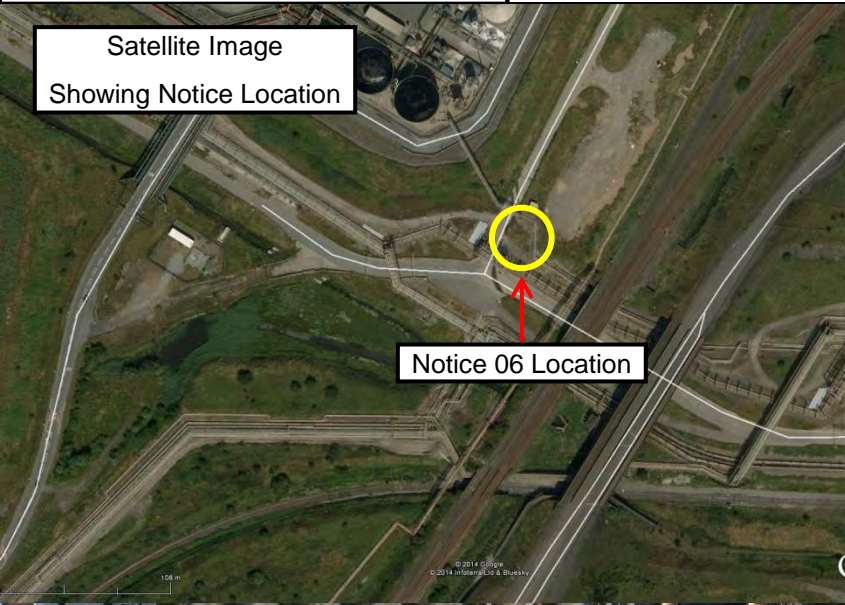 Satellite Image
Showing Notice Location
Notice 06 Location
© 2014 Google
© 2014 Infoterra Ltd & Bluesky
108 m